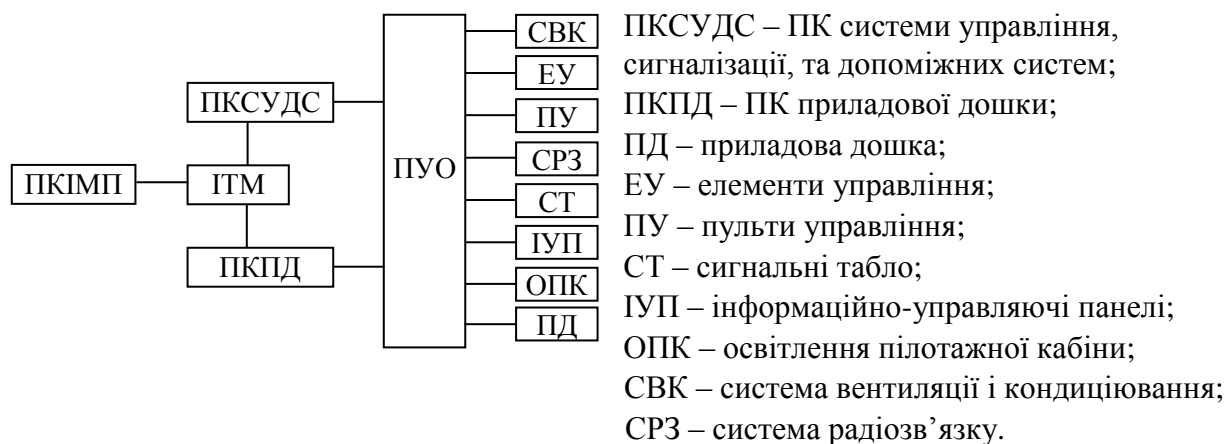 СВК
ЕУ
ПКСУДС
ПУ
ПУО
СРЗ
ПКІМП
ІТМ
СТ
ІУП
ПКПД
ОПК
ПД
ПКСУДС – ПК системи управління,
сигналізації, та допоміжних систем;
ПКПД – ПК приладової дошки;
ПД – приладова дошка;
ЕУ – елементи управління;
ПУ – пульти управління;
СТ – сигнальні табло;
ІУП – інформаційно-управляючі панелі;
ОПК – освітлення пілотажної кабіни;
СВК – система вентиляції і кондиціювання;
СРЗ – система радіозв’язку.